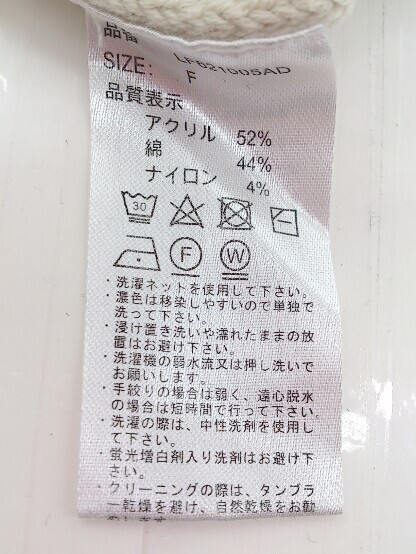 品番
LF621005AD
SIZE: F
品質表示
アクリル 52%
綿 44%
ナイロン 4%
30
F W
・洗濯ネットを使用して下さい。
・濃色は移染しやすいので単独で
洗って下さい。
・浸け置き洗いや濡れたままの放
置はお避け下さい。
・洗濯機の弱水流又は押し洗いで
お願いします。
・手絞りの場合は弱く、遠心脱水
の場合は短時間で行って下さい。
・洗濯の際は、中性洗剤を使用し
て下さい。
・蛍光増白剤入り洗剤はお避け下
さい。
・クリーニングの際は、タンブラ
ー乾燥を避け、自然乾燥をお勧
めします